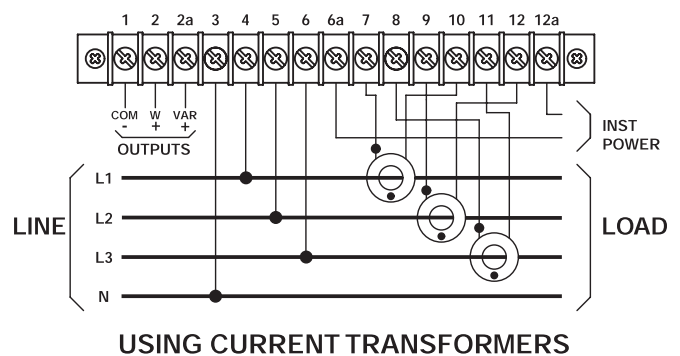 1 2 2a 3 4 5 6 6a 7 8 9 10 11 12 12a
COM W VAR
- + +
OUTPUTS
INST
POWER
L1
LINE L2 LOAD
L3
N
USING CURRENT TRANSFORMERS